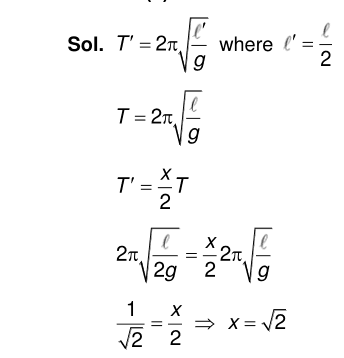 Sol. T′ = 2π√(ℓ′/g) where ℓ′ = ℓ/2
T = 2π√(ℓ/g)
T′ = x/2 T
2π√(ℓ/2g) = x/2 2π√(ℓ/g)
1/√2 = x/2 ⇒ x = √2